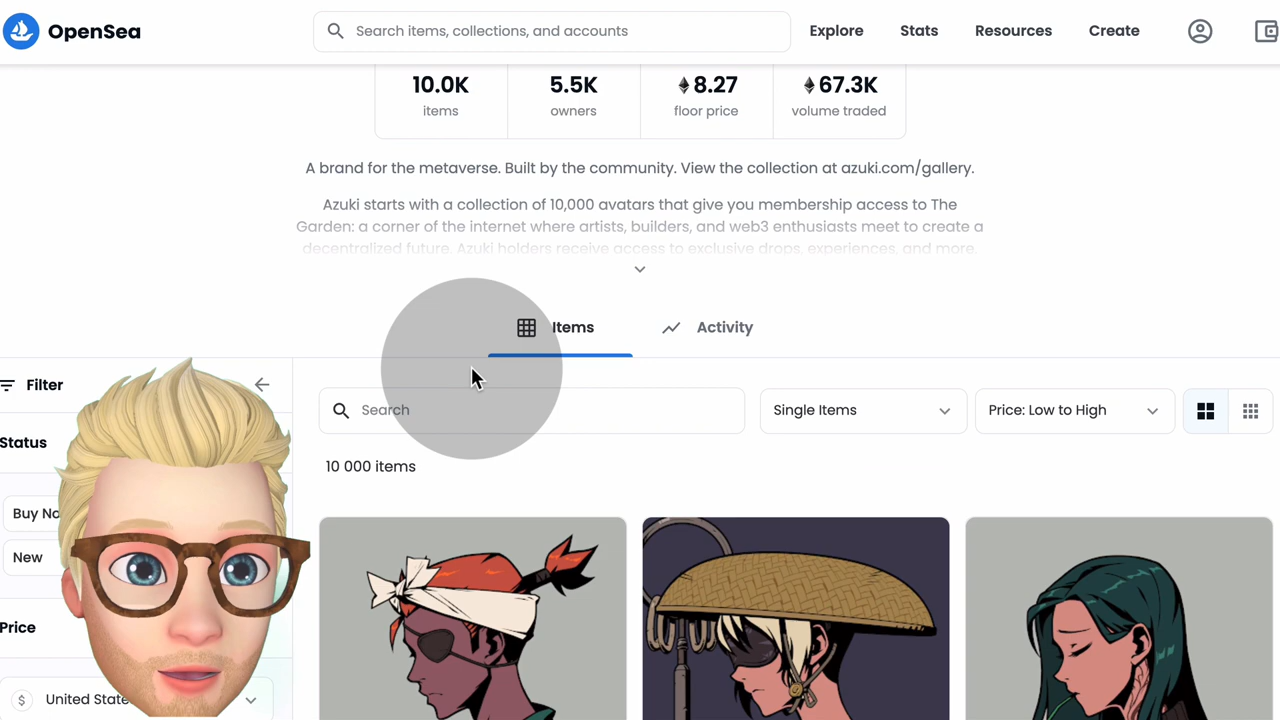 OpenSea
Search items, collections, and accounts
Explore
Stats
Resources
Create
10.0K
items
5.5K
owners
8.27
floor price
67.3K
volume traded
A brand for the metaverse. Built by the community. View the collection at azuki.com/gallery.
Azuki starts with a collection of 10,000 avatars that give you membership access to The
Garden: a corner of the internet where artists, builders, and web3 enthusiasts meet to create a
decentralized future. Azuki holders receive access to exclusive drops, experiences, and more.
Items
Activity
Filter
Search
Single Items
Price: Low to High
Status
10 000 items
Buy No
New
Price
$ United State